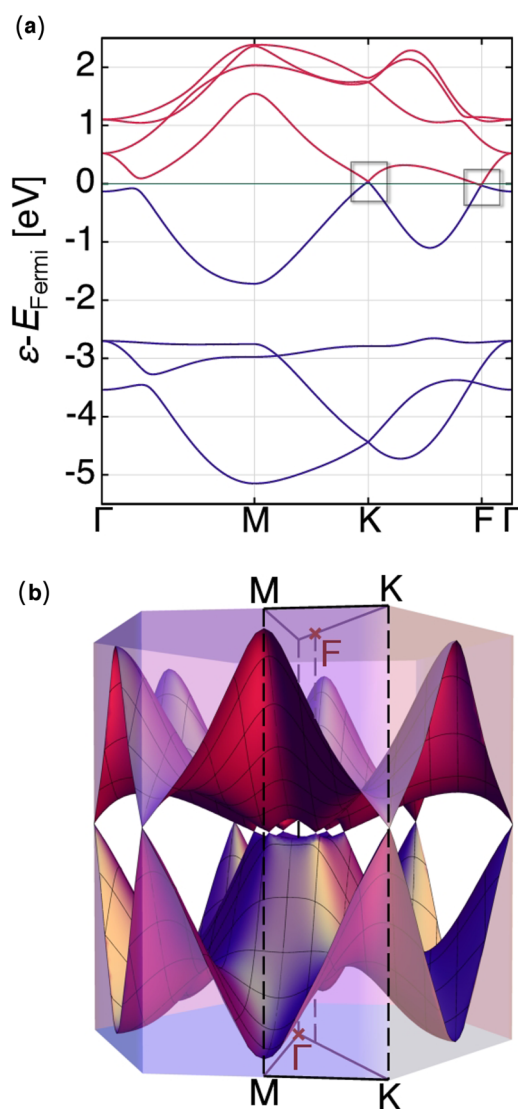 (a)
2
1
0
-1
-2
-3
-4
-5
ε-E_Fermi [eV]
Γ M K F Γ
(b)
M K
F
Γ
M K